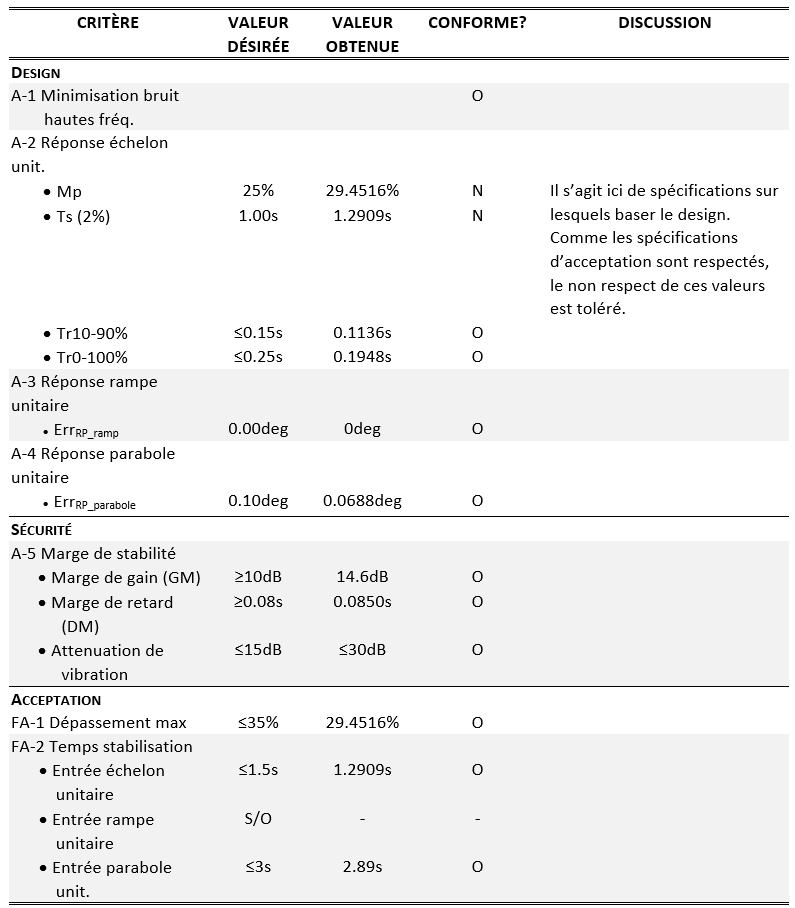 CRITÈRE VALEUR DÉSIRÉE VALEUR OBTENUE CONFORME? DISCUSSION
DESIGN
A-1 Minimisation bruit O
hautes fréq.
A-2 Réponse échelon
unit.
• Mp 25% 29.4516% N Il s’agit ici de spécifications sur
• Ts (2%) 1.00s 1.2909s N lesquels baser le design.
Comme les spécifications
d’acceptation sont respectés,
le non respect de ces valeurs
est toléré.
• Tr10-90% ≤0.15s 0.1136s O
• Tr0-100% ≤0.25s 0.1948s O
A-3 Réponse rampe
unitaire
• ErrRP_ramp 0.00deg 0deg O
A-4 Réponse parabole
unitaire
• ErrRP_parabole 0.10deg 0.0688deg O
SÉCURITÉ
A-5 Marge de stabilité
• Marge de gain (GM) ≥10dB 14.6dB O
• Marge de retard ≥0.08s 0.0850s O
(DM)
• Attenuation de ≤15dB ≤30dB O
vibration
ACCEPTATION
FA-1 Dépassement max ≤35% 29.4516% O
FA-2 Temps stabilisation
• Entrée échelon ≤1.5s 1.2909s O
unitaire
• Entrée rampe S/O - -
unitaire
• Entrée parabole ≤3s 2.89s O
unit.